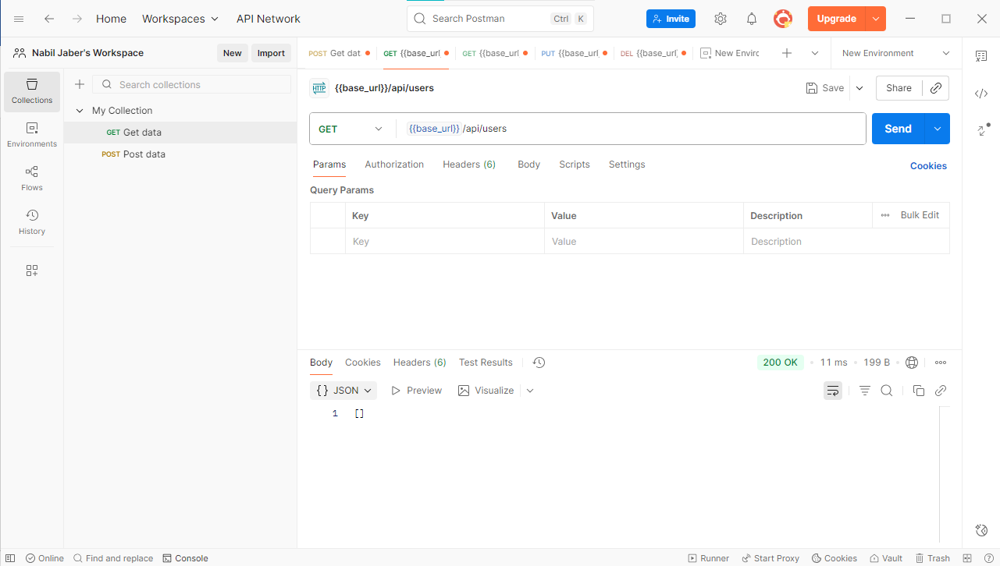 Home Workspaces API Network Search Postman Ctrl K Invite Upgrade
Nabil Jaber's Workspace New Import POST Get dat GET {{base_url GET {{base_url PUT {{base_url DEL {{base_url New Enviro New Environment
Collections
Environments
Flows
History
Search collections
My Collection
GET Get data
POST Post data
HTTP {{base_url}}/api/users Save Share
GET {{base_url}} /api/users Send
Params Authorization Headers (6) Body Scripts Settings Cookies
Query Params
Key Value Description Bulk Edit
Key Value Description
Body Cookies Headers (6) Test Results 200 OK 11 ms 199 B
{} JSON Preview Visualize
1 []
Online Find and replace Console Runner Start Proxy Cookies Vault Trash